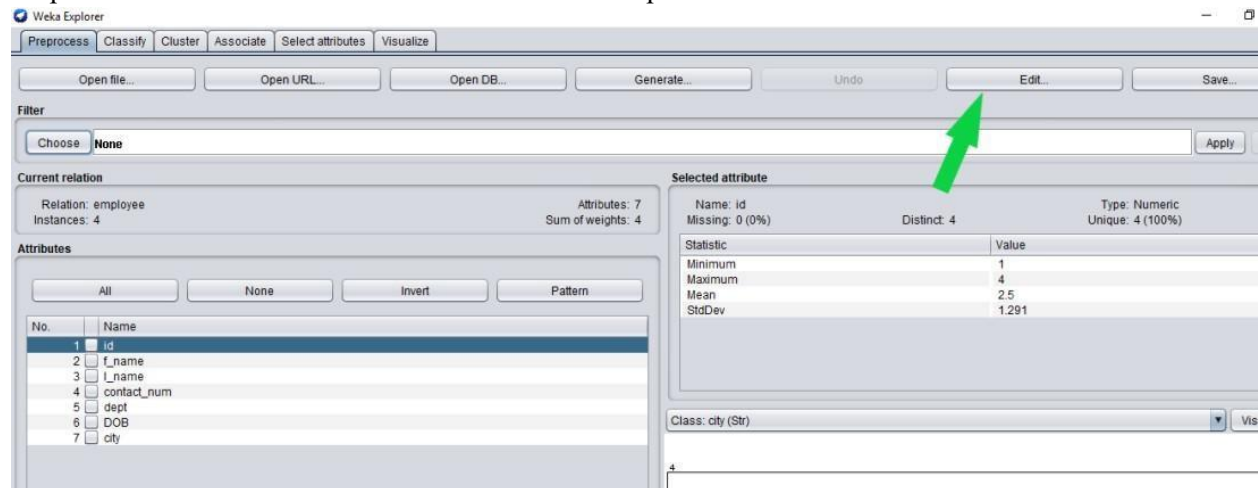 Weka Explorer
Preprocess Classify Cluster Associate Select attributes Visualize
Open file... Open URL... Open DB... Generate... Undo Edit... Save...
Filter
Choose None Apply
Current relation
Relation: employee Attributes: 7
Instances: 4 Sum of weights: 4
Attributes
All None Invert Pattern
No. Name
1 id
2 f_name
3 l_name
4 contact_num
5 dept
6 DOB
7 city
Selected attribute
Name: id Type: Numeric
Missing: 0 (0%) Distinct: 4 Unique: 4 (100%)
Statistic Value
Minimum 1
Maximum 4
Mean 2.5
StdDev 1.291
Class: city (Str) Vis
4